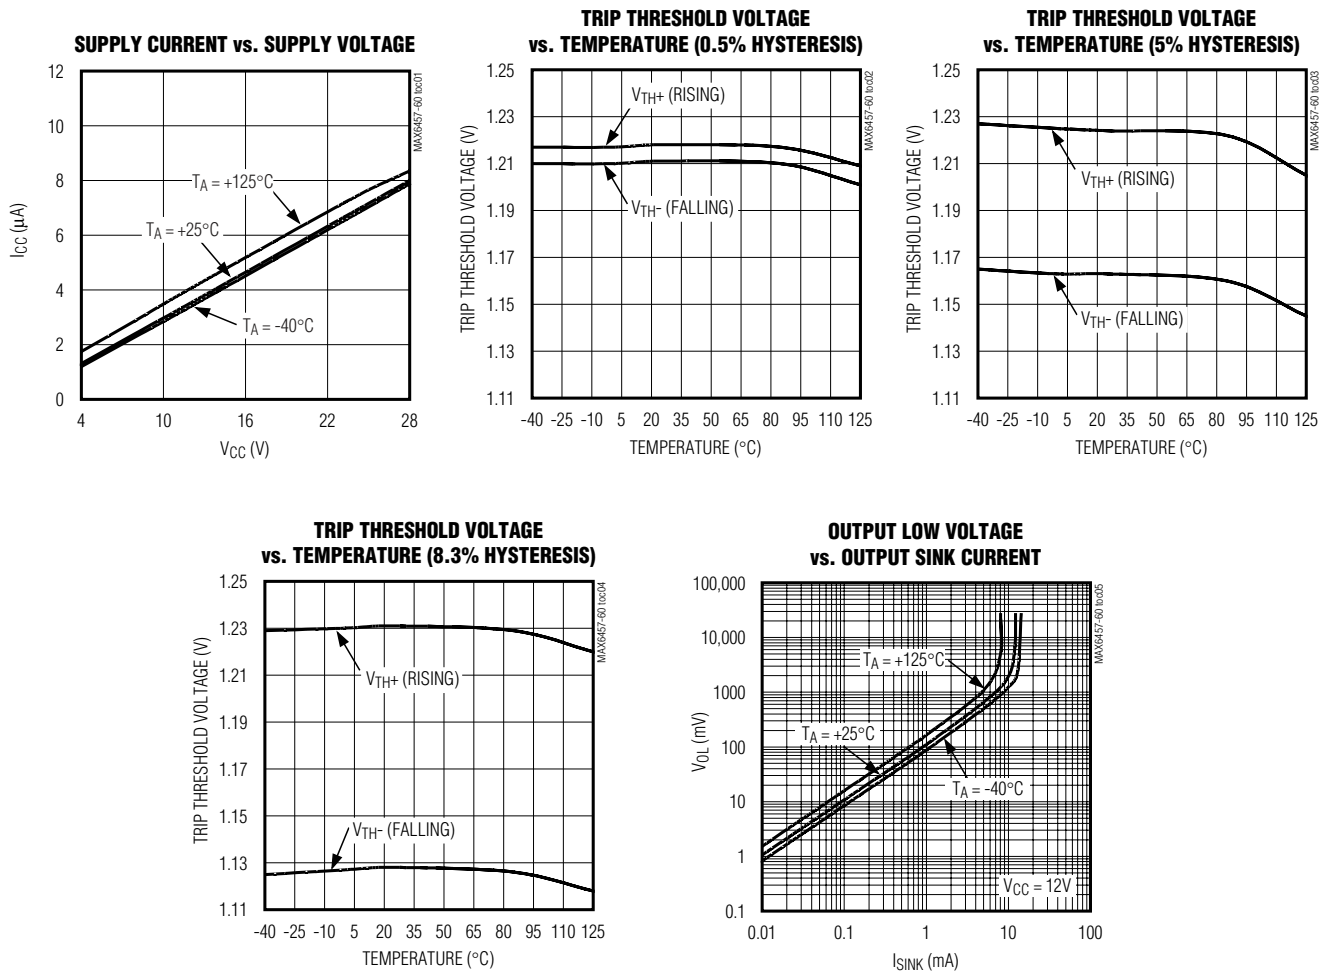 SUPPLY CURRENT vs. SUPPLY VOLTAGE
MAX6457-60 toc01
12
10
8
6
4
2
0
ICC (μA)
TA = +125°C
TA = +25°C
TA = -40°C
4 10 16 22 28
VCC (V)
TRIP THRESHOLD VOLTAGE
vs. TEMPERATURE (0.5% HYSTERESIS)
MAX6457-60 toc02
1.25
1.23
1.21
1.19
1.17
1.15
1.13
1.11
TRIP THRESHOLD VOLTAGE (V)
VTH+ (RISING)
VTH- (FALLING)
-40 -25 -10 5 20 35 50 65 80 95 110 125
TEMPERATURE (°C)
TRIP THRESHOLD VOLTAGE
vs. TEMPERATURE (5% HYSTERESIS)
MAX6457-60 toc03
1.25
1.23
1.21
1.19
1.17
1.15
1.13
1.11
TRIP THRESHOLD VOLTAGE (V)
VTH+ (RISING)
VTH- (FALLING)
-40 -25 -10 5 20 35 50 65 80 95 110 125
TEMPERATURE (°C)
TRIP THRESHOLD VOLTAGE
vs. TEMPERATURE (8.3% HYSTERESIS)
MAX6457-60 toc04
1.25
1.23
1.21
1.19
1.17
1.15
1.13
1.11
TRIP THRESHOLD VOLTAGE (V)
VTH+ (RISING)
VTH- (FALLING)
-40 -25 -10 5 20 35 50 65 80 95 110 125
TEMPERATURE (°C)
OUTPUT LOW VOLTAGE
vs. OUTPUT SINK CURRENT
MAX6457-60 toc05
100,000
10,000
1000
100
10
1
0.1
VOL (mV)
TA = +125°C
TA = +25°C
TA = -40°C
VCC = 12V
0.01 0.1 1 10 100
ISINK (mA)